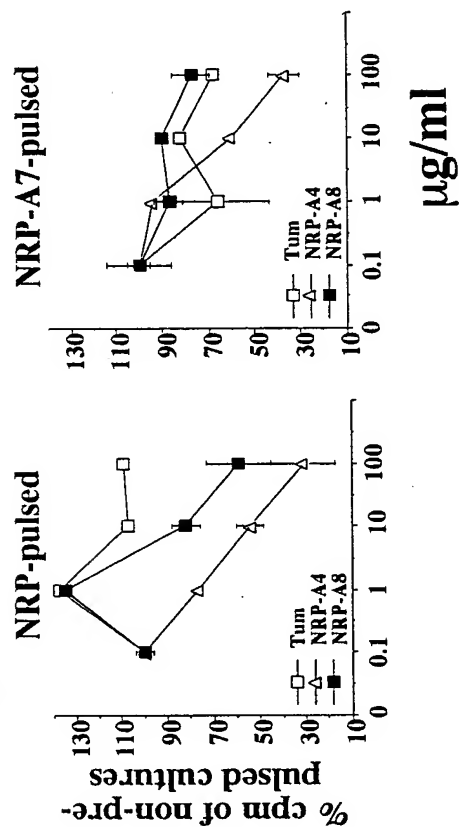 NRP-pulsed
% cpm of non-pre-
pulsed cultures
130
110
90
70
50
30
10
Tum
NRP-A4
NRP-A8
0
0.1
1
10
100
NRP-A7-pulsed
130
110
90
70
50
30
10
Tum
NRP-A4
NRP-A8
0
0.1
1
10
100
µg/ml